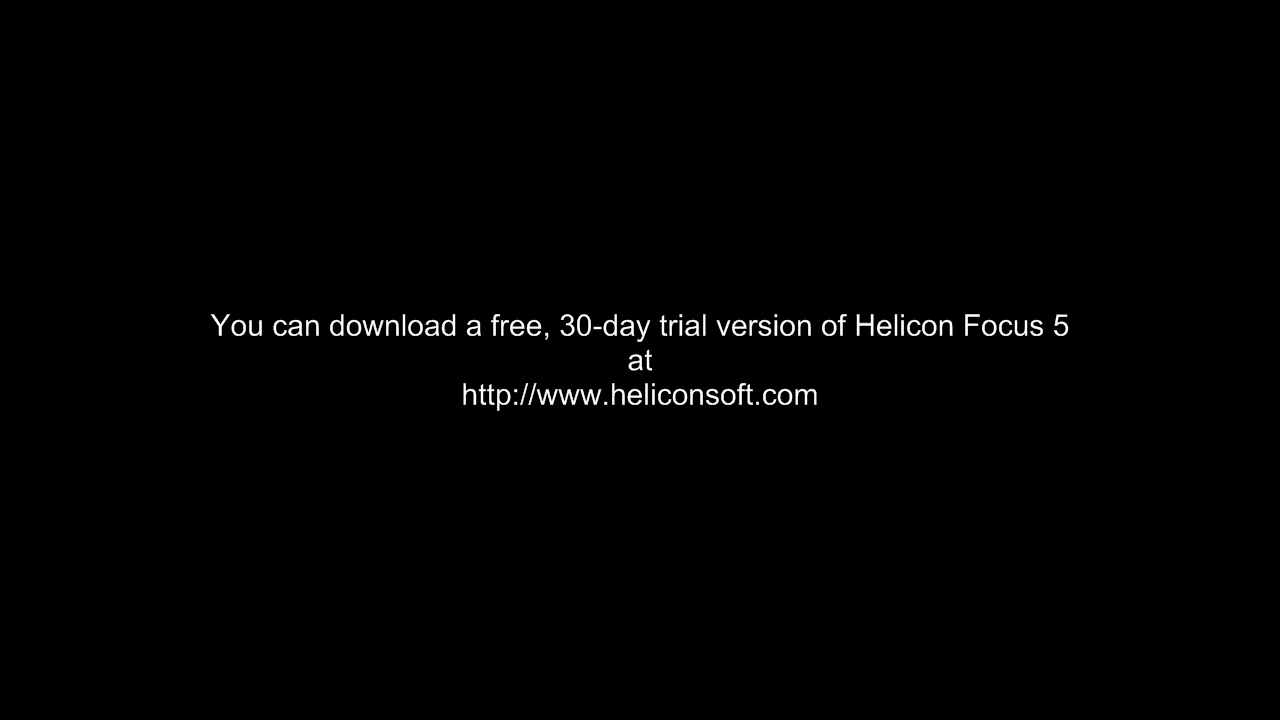 You can download a free, 30-day trial version of Helicon Focus 5
at
http://www.heliconsoft.com